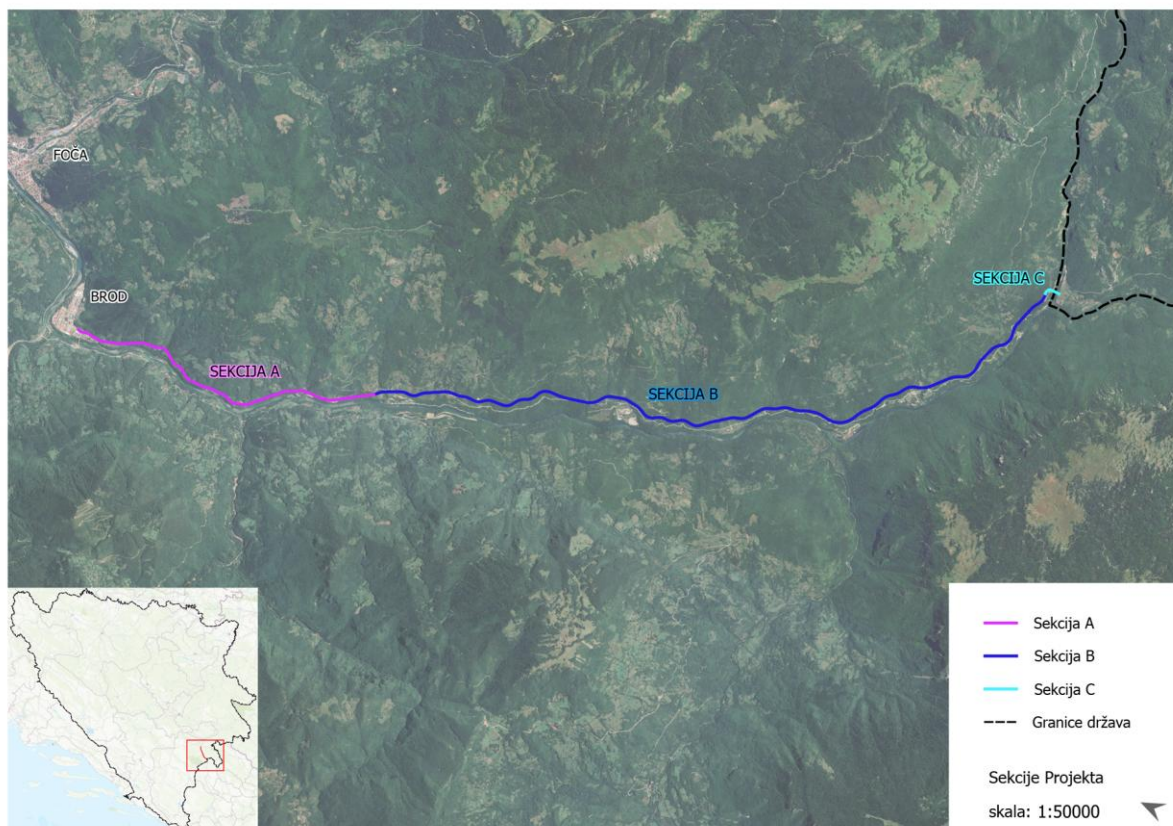 FOČA
BROD
SEKCIJA C
SEKCIJA A
SEKCIJA B
Sekcija A
Sekcija B
Sekcija C
Granice država
Sekcije Projekta
skala: 1:50000